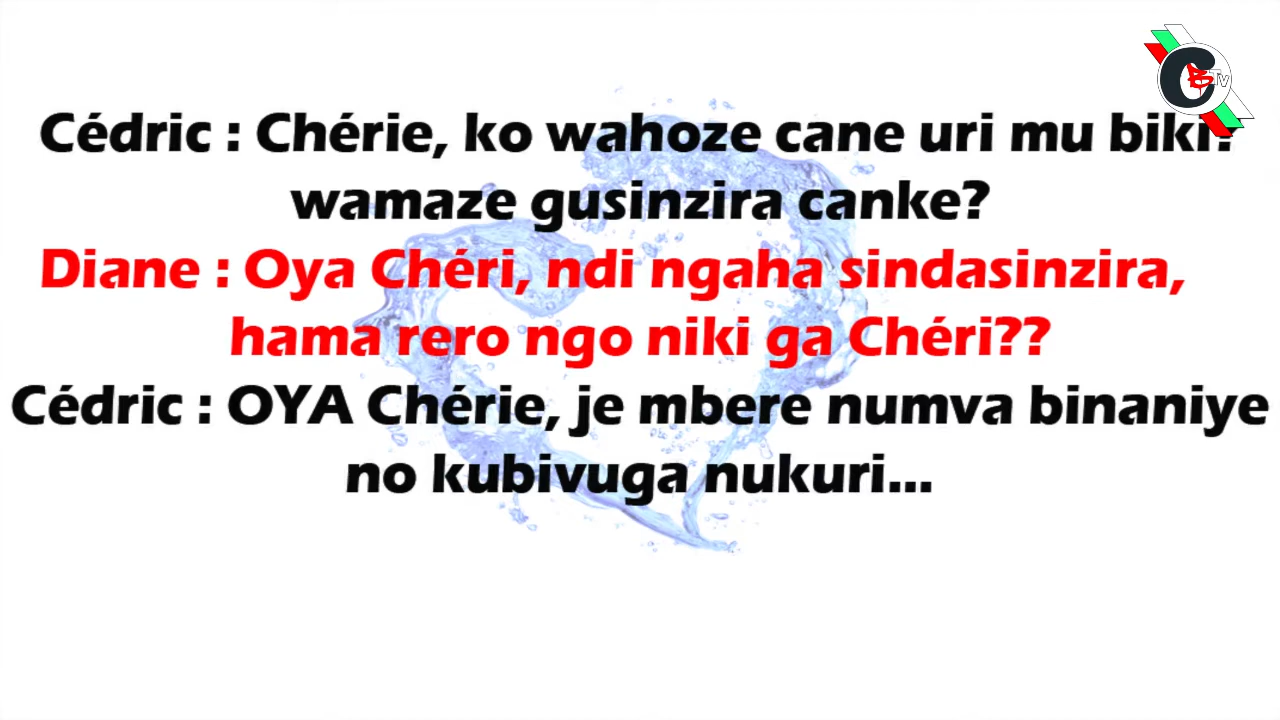 CBTv
Cédric : Chérie, ko wahoze cane uri mu biki?
wamaze gusinzira canke?
Diane : Oya Chéri, ndi ngaha sindasinzira,
hama rero ngo niki ga Chéri??
Cédric : OYA Chérie, je mbere numva binaniye
no kubivuga nukuri...